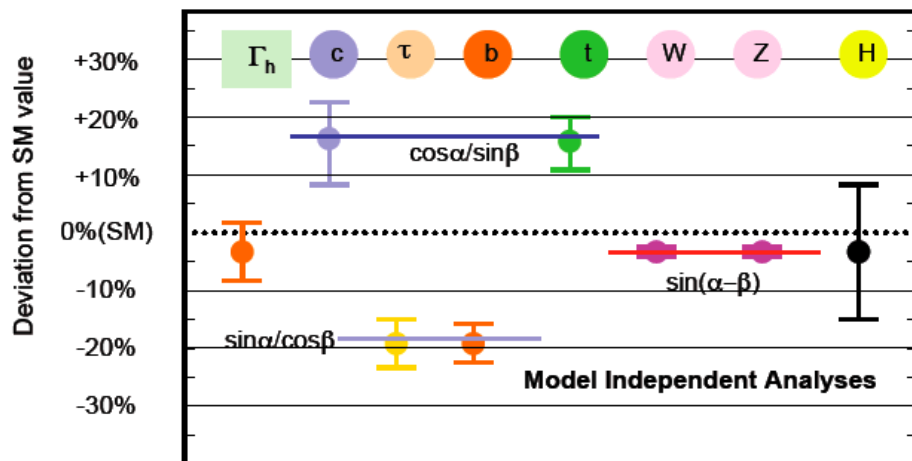 Deviation from SM value
+30%
+20%
+10%
0%(SM)
-10%
-20%
-30%
Γh c τ b t W Z H
cosα/sinβ
sin(α−β)
sinα/cosβ
Model Independent Analyses